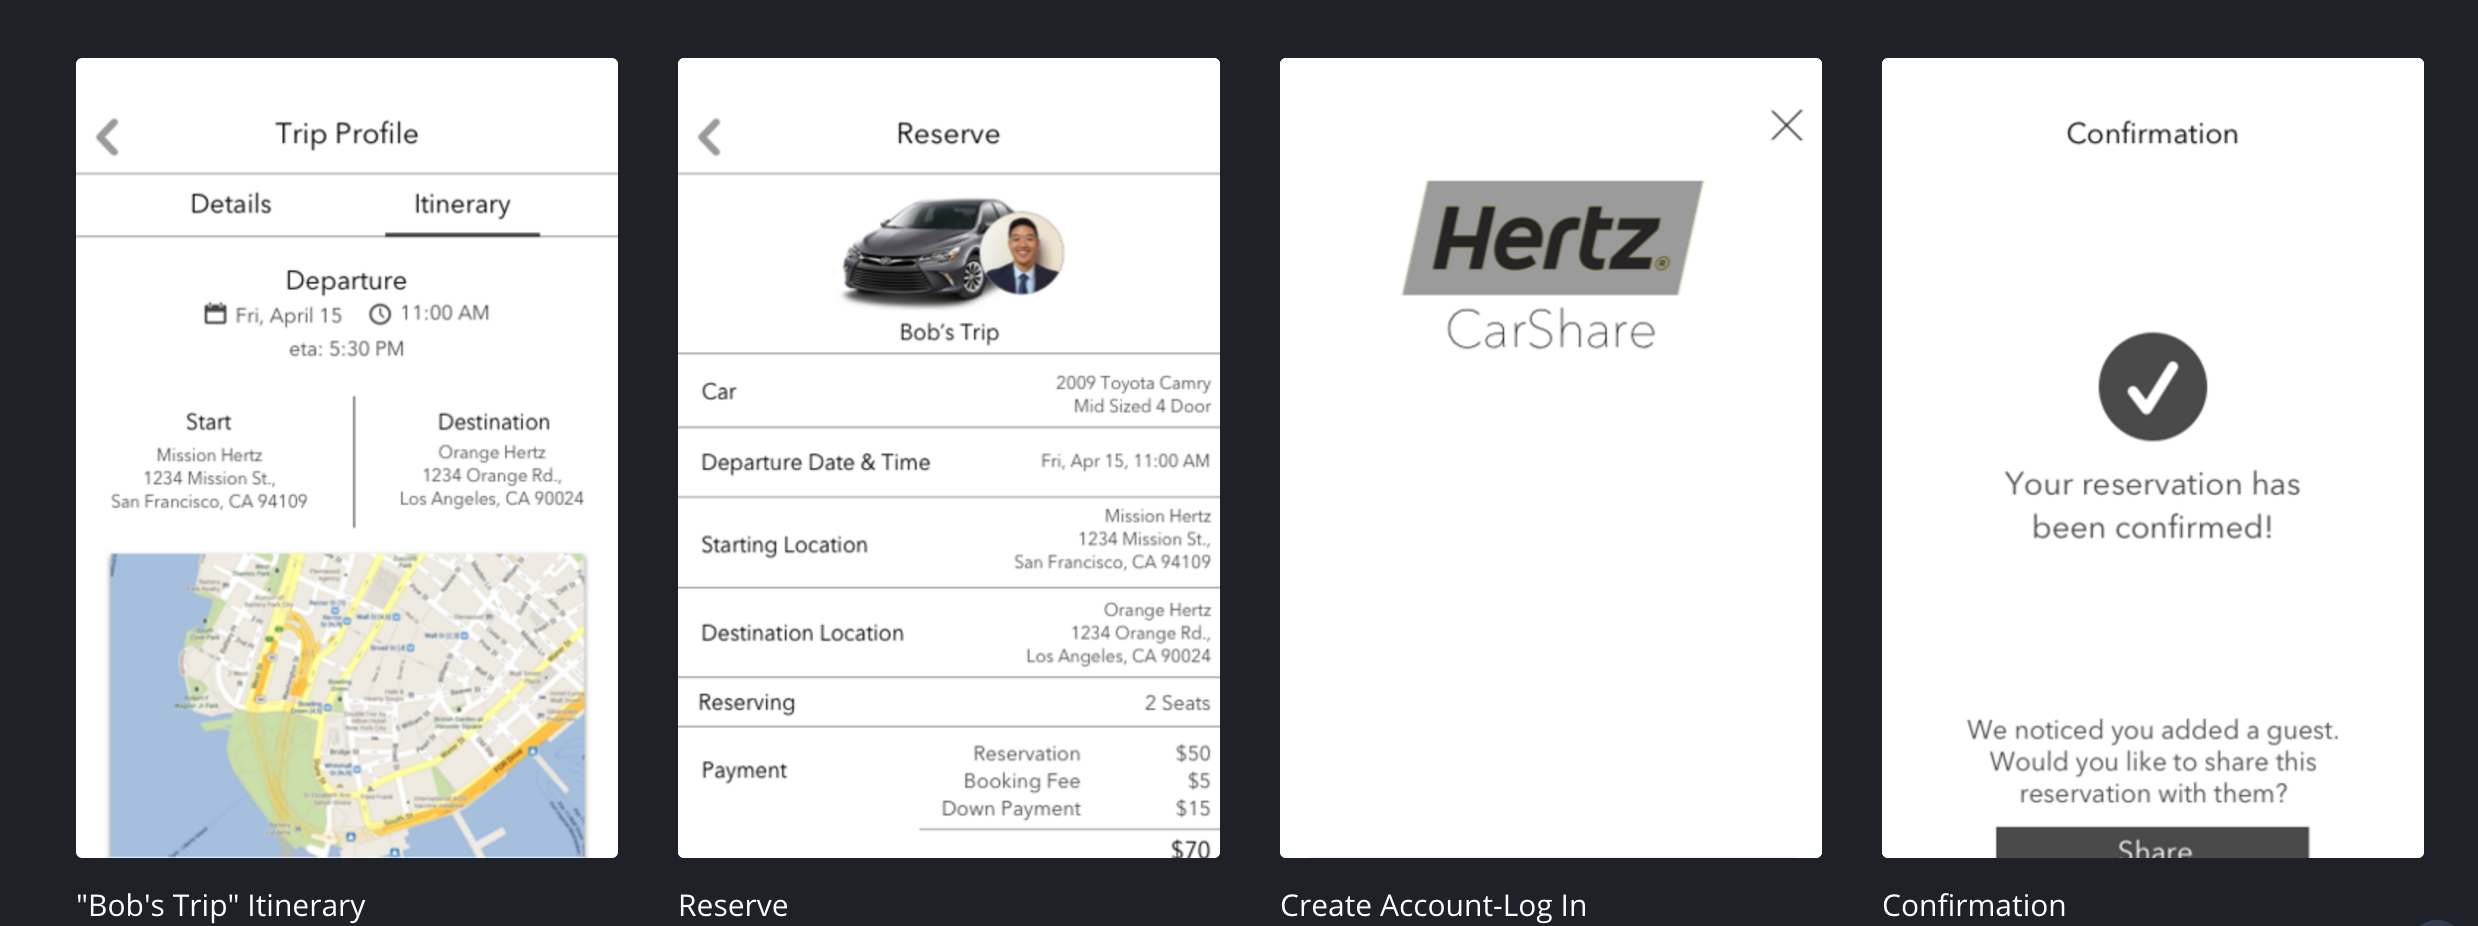 Trip Profile
Details
Itinerary
Departure
Fri, April 15
11:00 AM
eta: 5:30 PM
Start
Mission Hertz
1234 Mission St.,
San Francisco, CA 94109
Destination
Orange Hertz
1234 Orange Rd.,
Los Angeles, CA 90024
"Bob's Trip" Itinerary
Reserve
Bob's Trip
Car
2009 Toyota Camry
Mid Sized 4 Door
Departure Date & Time
Fri, Apr 15, 11:00 AM
Starting Location
Mission Hertz
1234 Mission St.,
San Francisco, CA 94109
Destination Location
Orange Hertz
1234 Orange Rd.,
Los Angeles, CA 90024
Reserving
2 Seats
Payment
Reservation $50
Booking Fee $5
Down Payment $15
$70
Reserve
Hertz®
CarShare
Create Account-Log In
Confirmation
Your reservation has
been confirmed!
We noticed you added a guest.
Would you like to share this
reservation with them?
Share
Confirmation